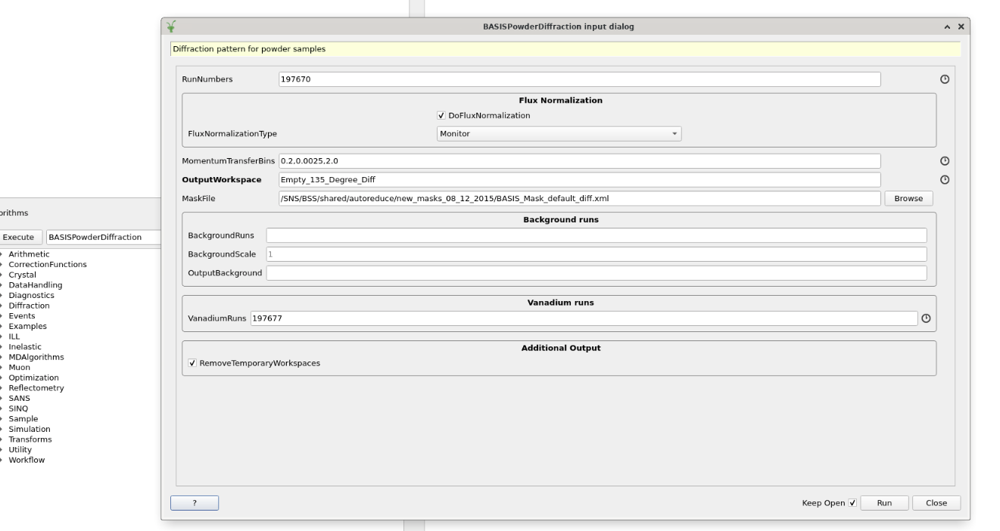 BASISPowderDiffraction input dialog
Diffraction pattern for powder samples
RunNumbers 197670
Flux Normalization
DoFluxNormalization
FluxNormalizationType Monitor
MomentumTransferBins 0.2,0.0025,2.0
OutputWorkspace Empty_135_Degree_Diff
MaskFile /SNS/BSS/shared/autoreduce/new_masks_08_12_2015/BASIS_Mask_default_diff.xml Browse
Background runs
BackgroundRuns
BackgroundScale 1
OutputBackground
Vanadium runs
VanadiumRuns 197677
Additional Output
RemoveTemporaryWorkspaces
? Keep Open Run Close
orithms
Execute BASISPowderDiffraction
Arithmetic
CorrectionFunctions
Crystal
DataHandling
Diagnostics
Diffraction
Events
Examples
ILL
Inelastic
MDAlgorithms
Muon
Optimization
Reflectometry
SANS
SINQ
Sample
Simulation
Transforms
Utility
Workflow